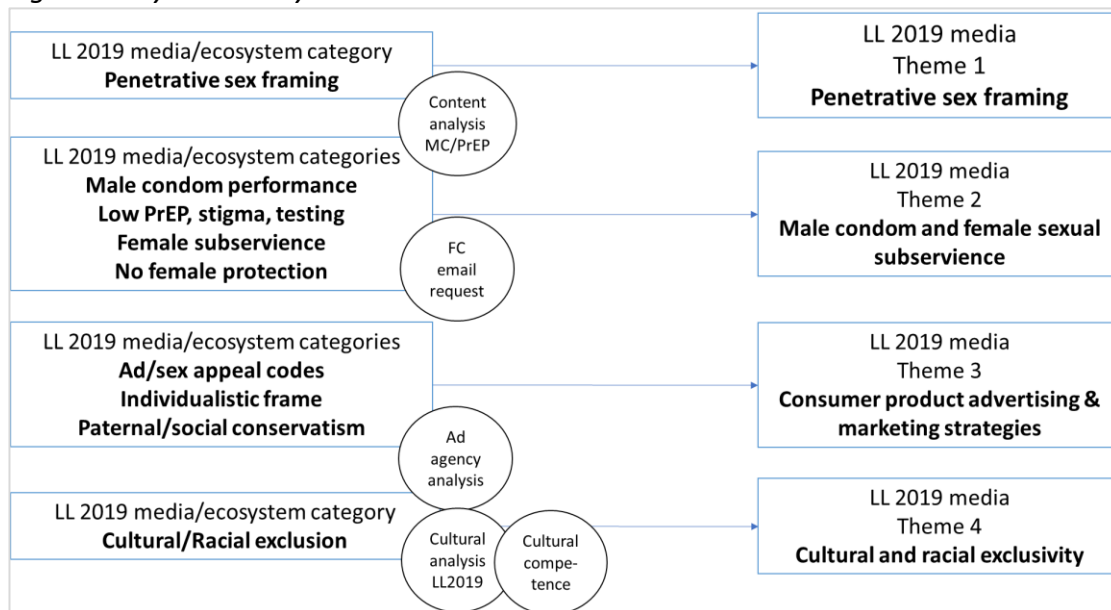 LL 2019 media/ecosystem category
Penetrative sex framing
LL 2019 media
Theme 1
Penetrative sex framing
Content
analysis
MC/PrEP
LL 2019 media/ecosystem categories
Male condom performance
Low PrEP, stigma, testing
Female subservience
No female protection
LL 2019 media
Theme 2
Male condom and female sexual
subservience
FC
email
request
LL 2019 media/ecosystem categories
Ad/sex appeal codes
Individualistic frame
Paternal/social conservatism
LL 2019 media
Theme 3
Consumer product advertising &
marketing strategies
Ad
agency
analysis
LL 2019 media/ecosystem category
Cultural/Racial exclusion
Cultural
analysis
LL2019
Cultural
compe-
tence
LL 2019 media
Theme 4
Cultural and racial exclusivity